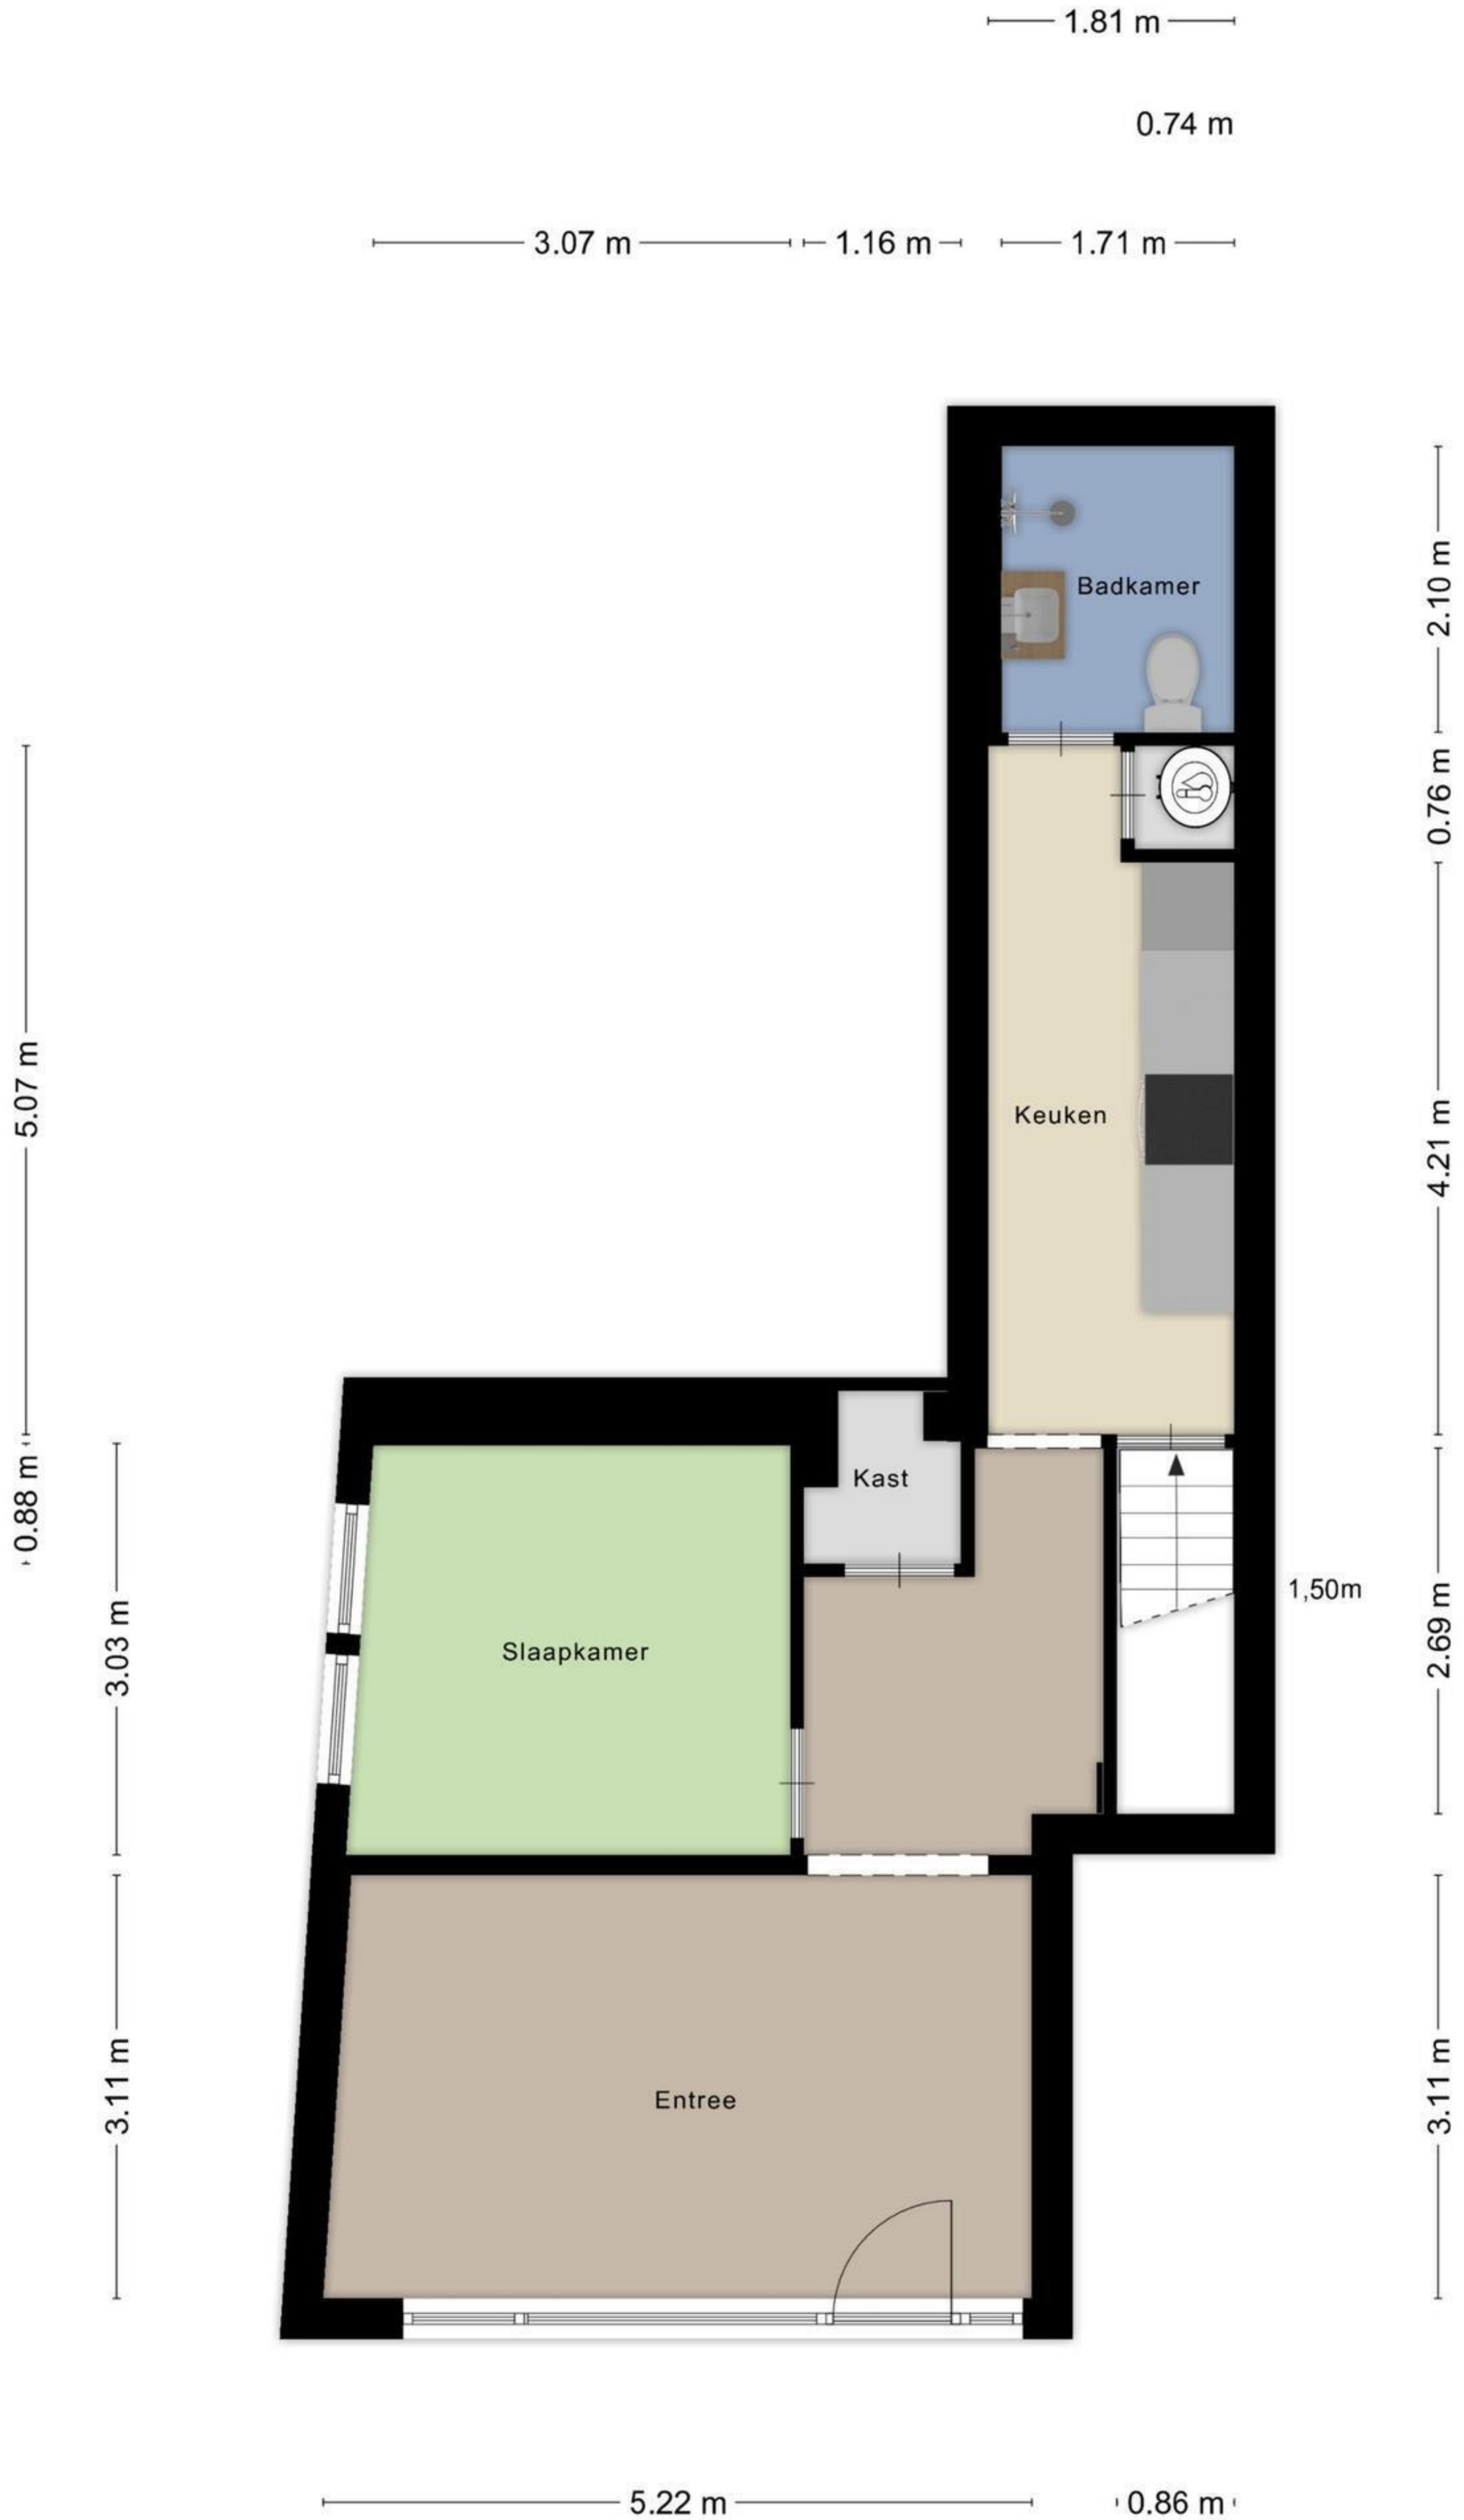 1.81 m
0.74 m
3.07 m
1.16 m
1.71 m
2.10 m
Badkamer
0.76 m
5.07 m
Keuken
4.21 m
0.88 m
Kast
1,50m
3.03 m
2.69 m
Slaapkamer
3.11 m
Entree
3.11 m
5.22 m
0.86 m